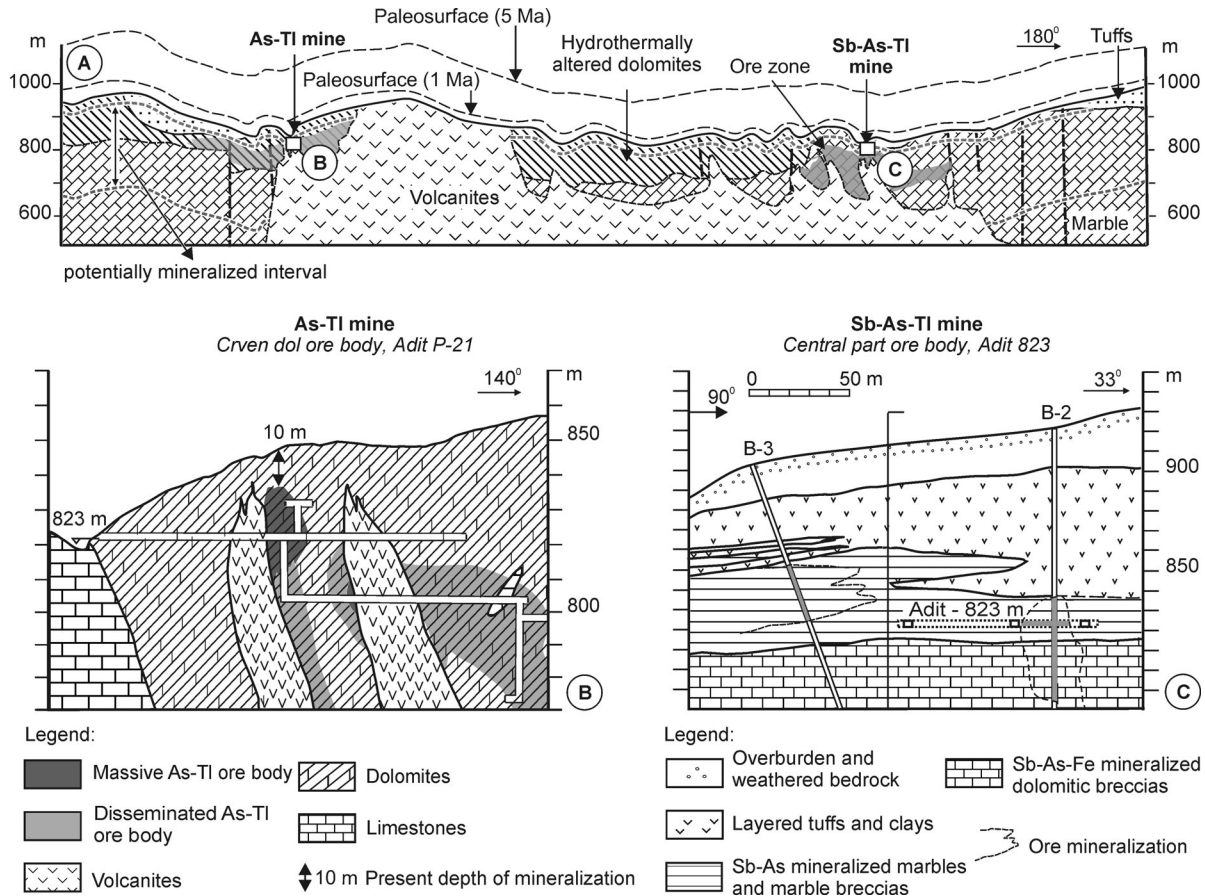 Paleosurface (5 Ma)
m
A
As-Tl mine
Paleosurface (1 Ma)
Hydrothermally
altered dolomites
Ore zone
Sb-As-Tl
mine
180⁰
Tuffs
m
1000
800
600
1000
800
600
B
C
Volcanites
Marble
potentially mineralized interval
As-Tl mine
Crven dol ore body, Adit P-21
140⁰
m
10 m
850
823 m
800
B
Sb-As-Tl mine
Central part ore body, Adit 823
0 50 m
90⁰
33⁰
m
B-3
B-2
900
850
Adit - 823 m
C
Legend:
Massive As-Tl ore body
Disseminated As-Tl
ore body
Volcanites
Dolomites
Limestones
10 m Present depth of mineralization
Legend:
Overburden and
weathered bedrock
Layered tuffs and clays
Sb-As mineralized marbles
and marble breccias
Sb-As-Fe mineralized
dolomitic breccias
Ore mineralization